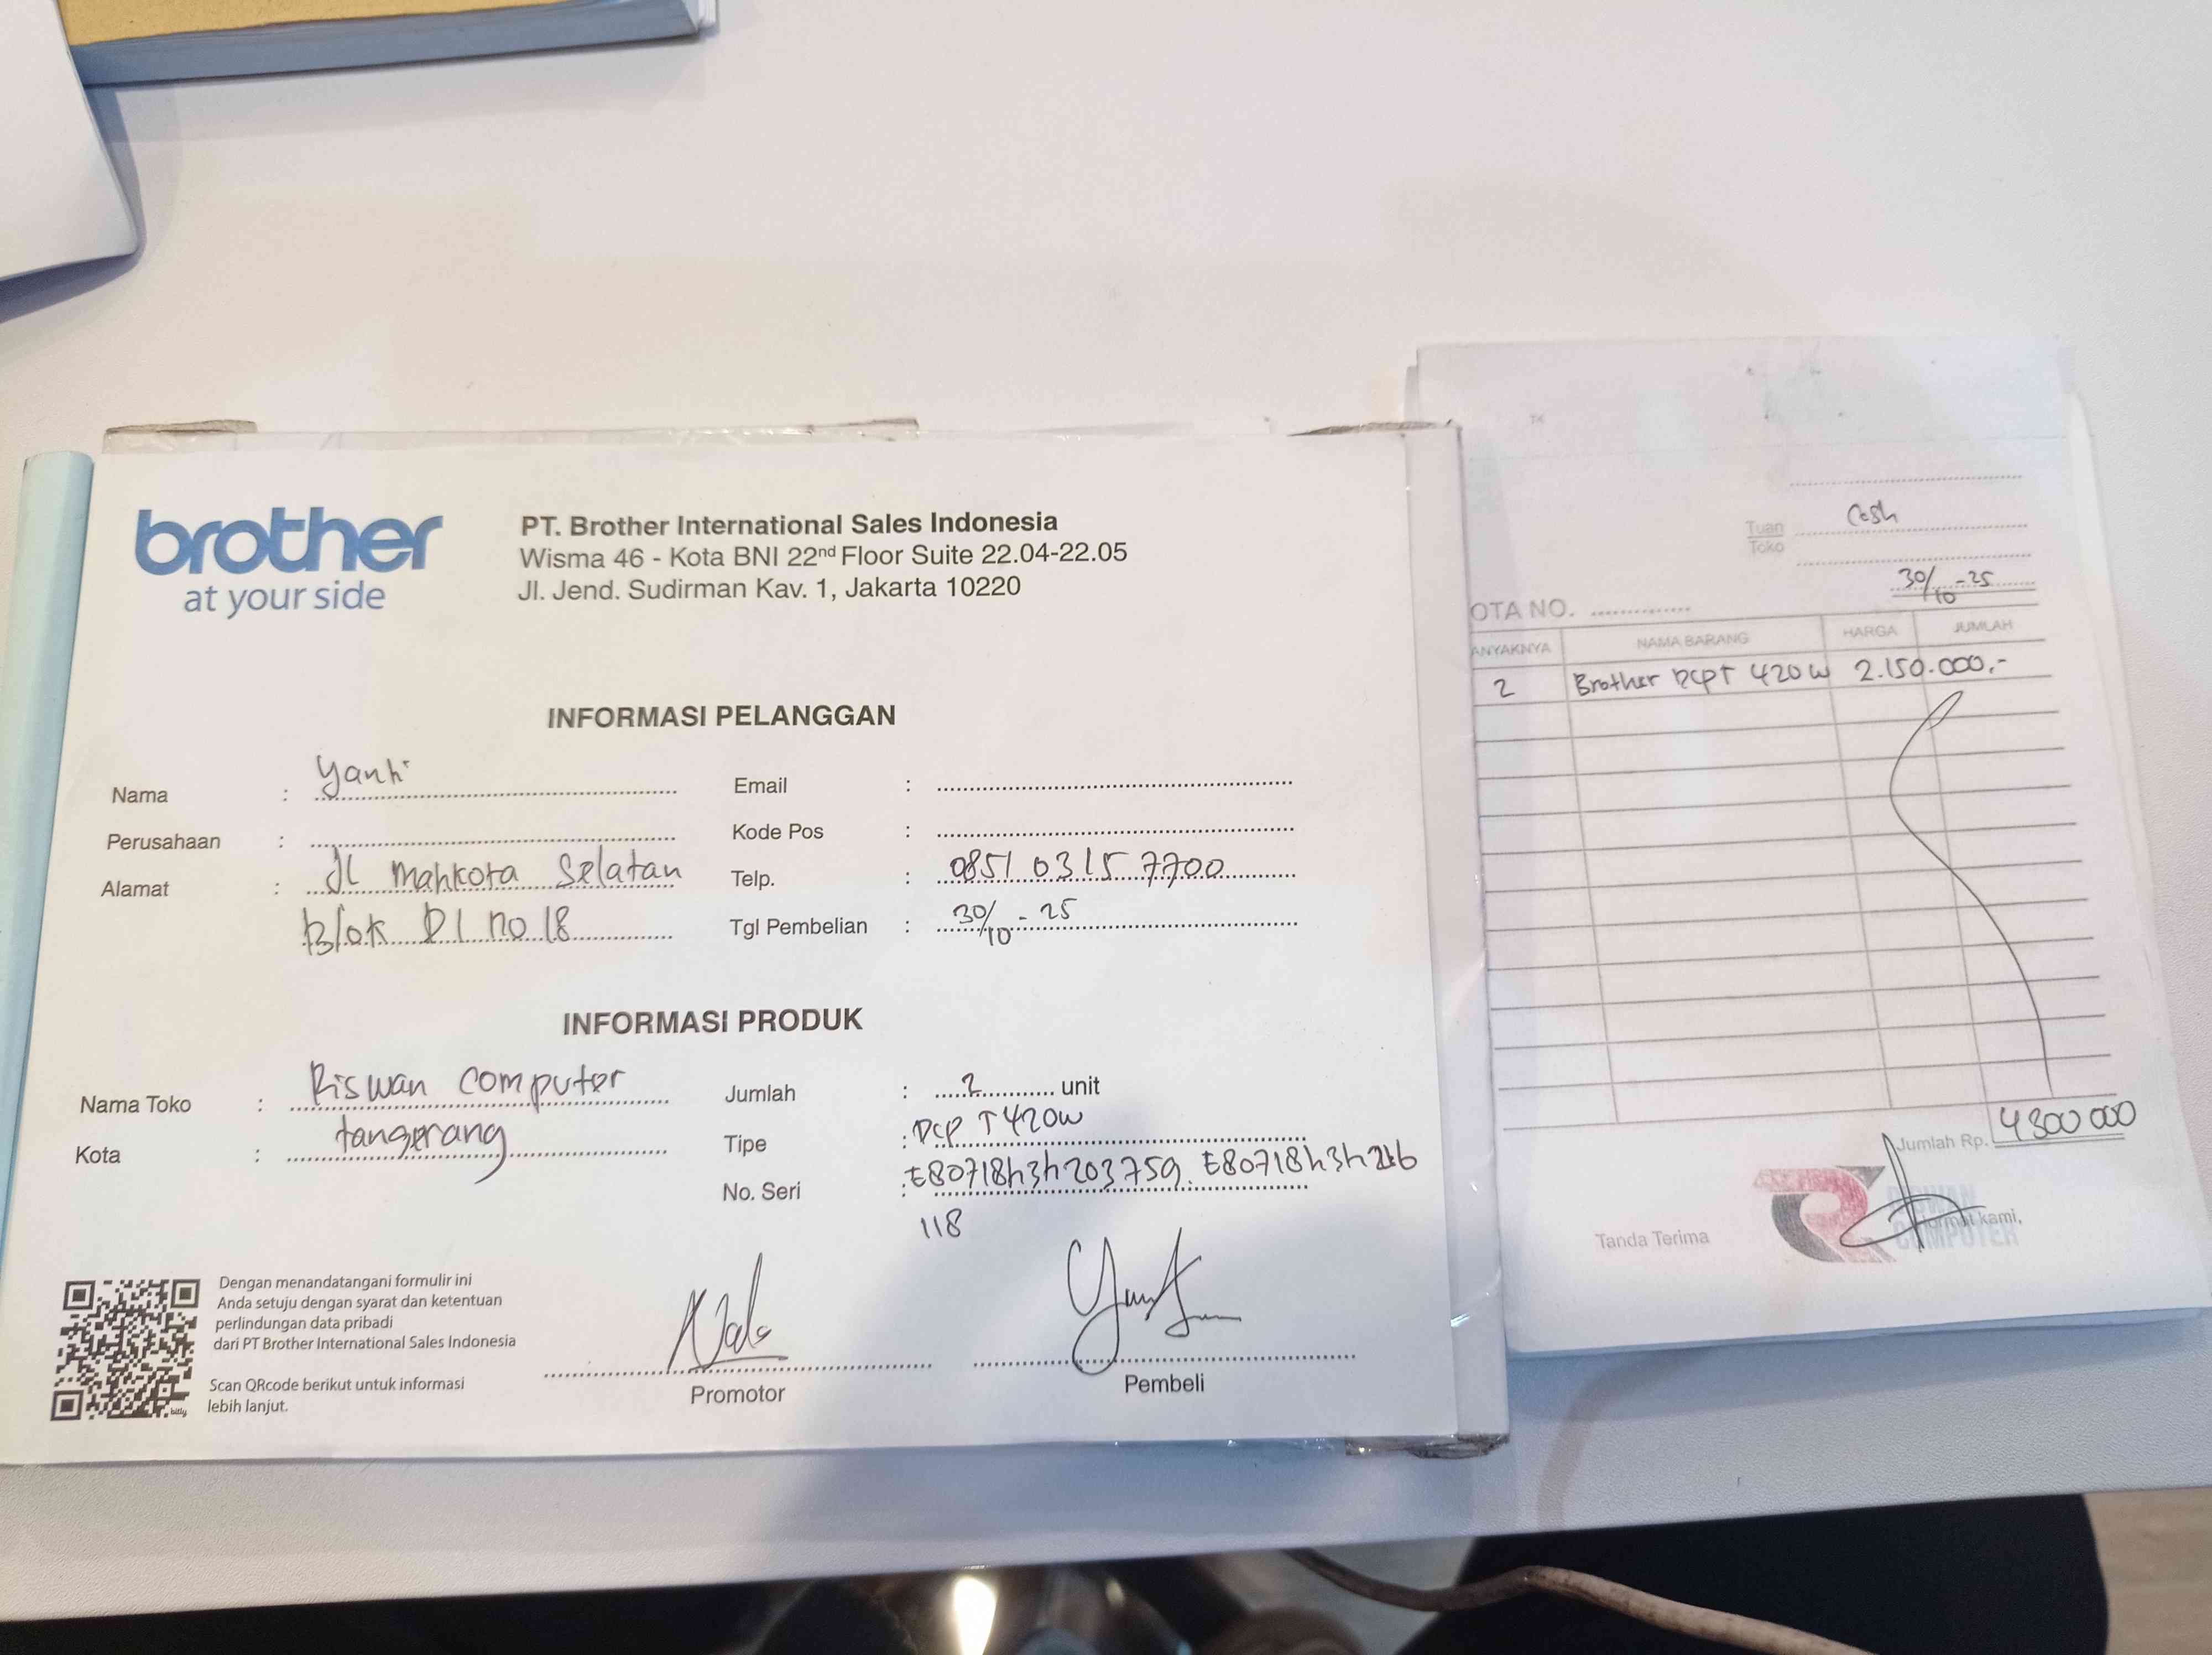 brother
at your side
PT. Brother International Sales Indonesia
Wisma 46 - Kota BNI 22nd Floor Suite 22.04-22.05
Jl. Jend. Sudirman Kav. 1, Jakarta 10220
INFORMASI PELANGGAN
Nama : Yanti
Perusahaan :
Alamat : Jl Mahkota Selatan
Blok D1 no 18
Email :
Kode Pos :
Telp. : 0851 0315 7700
Tgl Pembelian : 30/10 - 25
INFORMASI PRODUK
Nama Toko : Riswan Computer
Kota : tangerang
Jumlah : 2 unit
Tipe : DCP T420W
No. Seri : E80718h3h203759. E80718h3h
118
Dengan menandatangani formulir ini
Anda setuju dengan syarat dan ketentuan
perlindungan data pribadi
dari PT Brother International Sales Indonesia
Scan QRcode berikut untuk informasi
lebih lanjut.
bitly
Promotor
Pembeli
Tuan Cash
Toko
30/10 - 25
OTA NO.
ANYAKNYA NAMA BARANG HARGA JUMLAH
2 Brother DCPT 420W 2.150.000,-
Jumlah Rp. 4300 000
Tanda Terima
kami,
COMPUTER